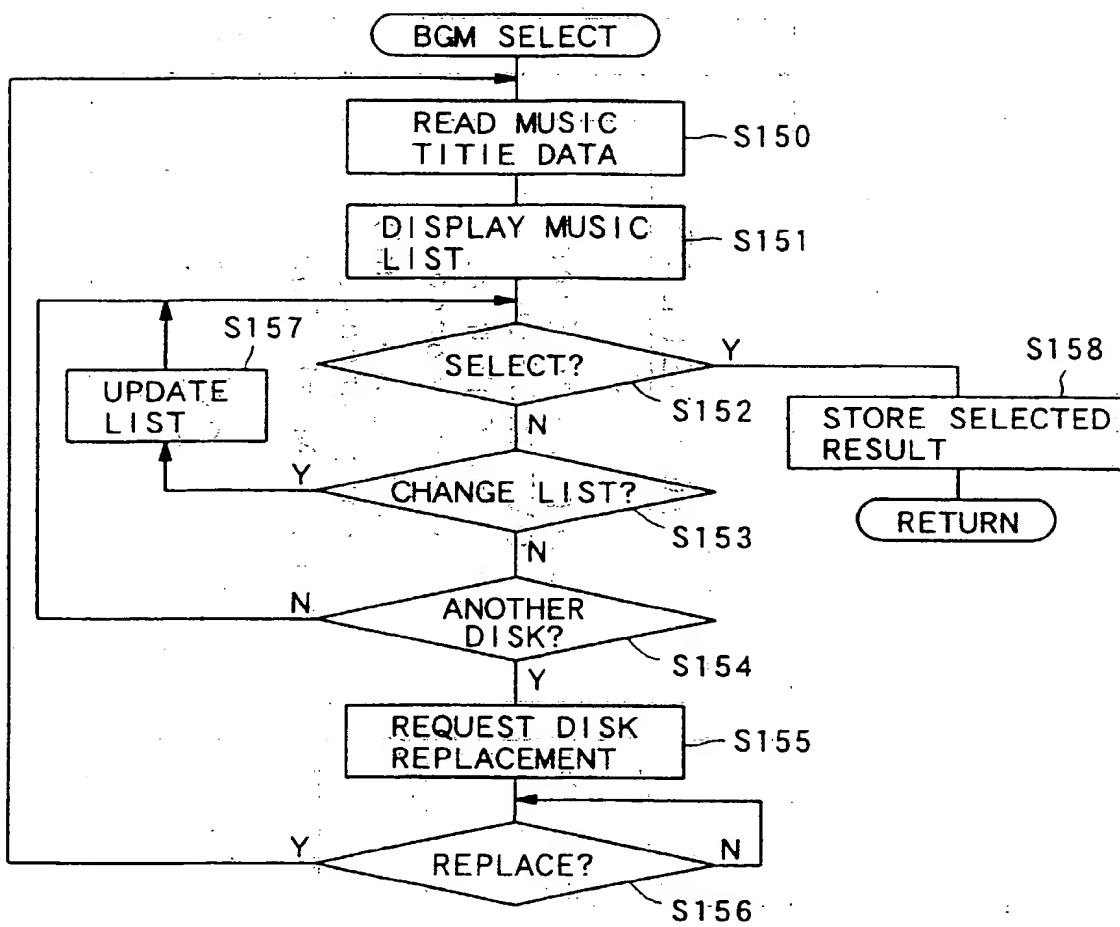 BGM SELECT
READ MUSIC
TITIE DATA
S150
DISPLAY MUSIC
LIST
S151
S157
UPDATE
LIST
SELECT?
Y
S152
N
S158
STORE SELECTED
RESULT
RETURN
Y
CHANGE LIST?
S153
N
N
ANOTHER
DISK?
S154
Y
REQUEST DISK
REPLACEMENT
S155
Y
REPLACE?
N
S156